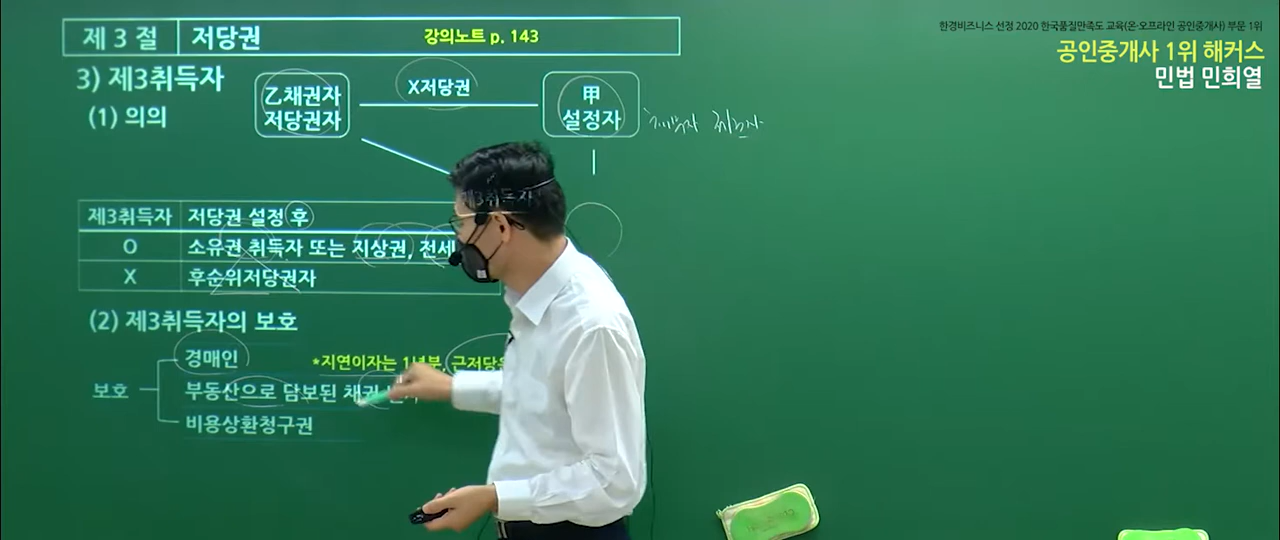 한경비즈니스 선정 2020 한국품질만족도 교육(온·오프라인 공인중개사) 부문 1위
공인중개사 1위 해커스
민법 민희열
제 3 절 저당권 강의노트 p. 143
3) 제3취득자
(1) 의의
乙채권자
저당권자
X저당권
甲
설정자
제3취득자
제3취득자 저당권 설정 후
O 소유권 취득자 또는 지상권, 전세
X 후순위저당권자
(2) 제3취득자의 보호
보호
경매인
*지연이자는 1년분, 근저당은
부동산으로 담보된 채권
비용상환청구권